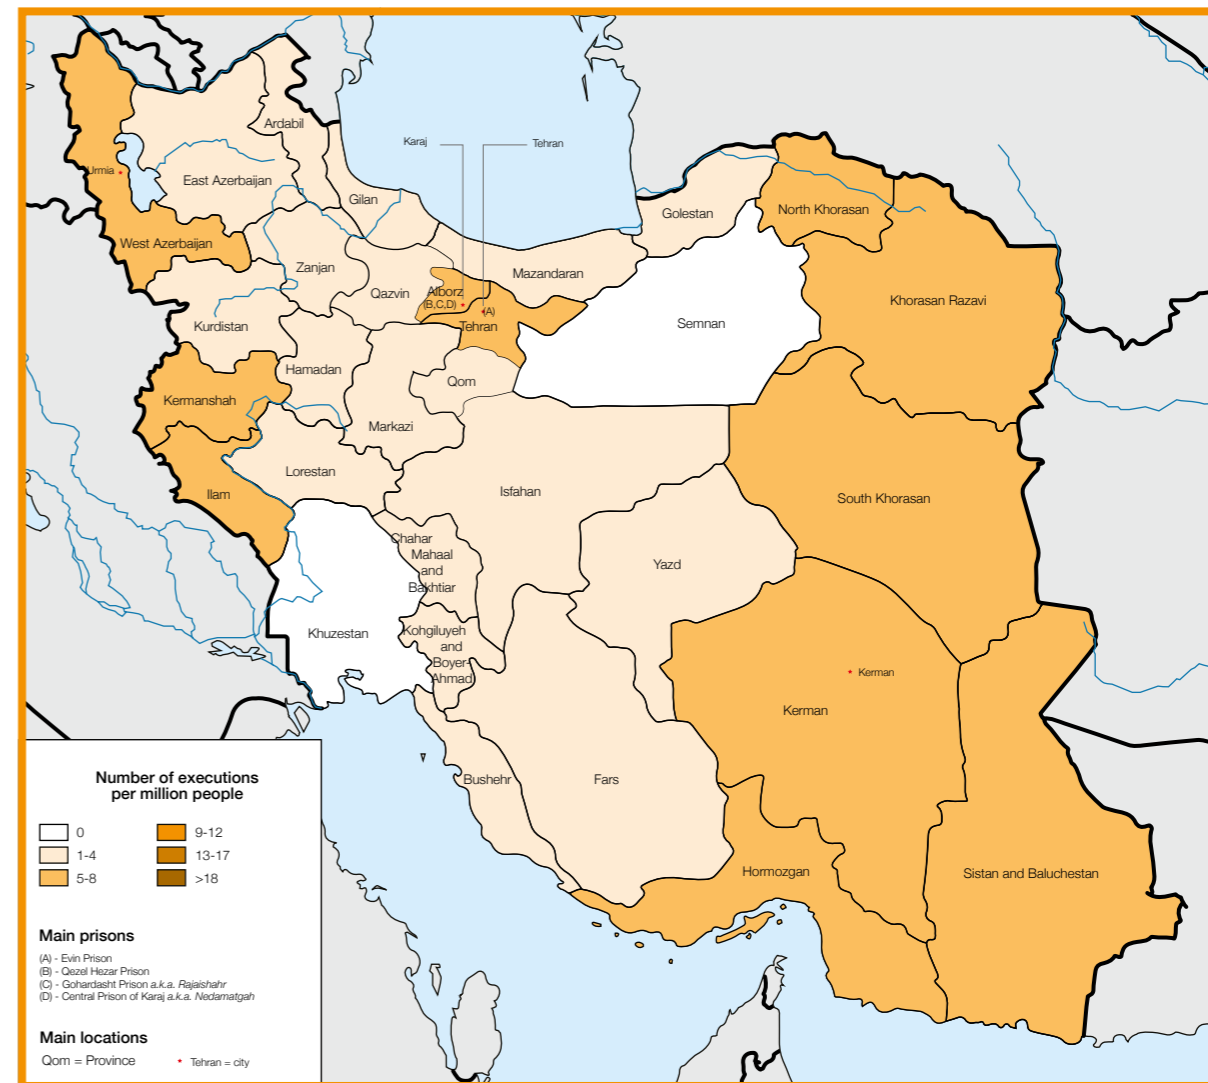 Karaj
Tehran
Ardabil
Urmia
East Azerbaijan
Gilan
Golestan
North Khorasan
West Azerbaijan
Zanjan
Qazvin
Mazandaran
Alborz
(B,C,D)
(A)
Tehran
Khorasan Razavi
Semnan
Kurdistan
Hamadan
Qom
Kermanshah
Markazi
Lorestan
Isfahan
Ilam
South Khorasan
Chahar
Mahaal
and
Bakhtiar
Yazd
Khuzestan
Kohgiluyeh
and
Boyer-
Ahmad
Kerman
Kerman
Bushehr
Fars
Hormozgan
Sistan and Baluchestan
Number of executions
per million people
0
9-12
1-4
13-17
5-8
>18
Main prisons
(A) - Evin Prison
(B) - Qezel Hezar Prison
(C) - Gohardasht Prison a.k.a. Rajaishahr
(D) - Central Prison of Karaj a.k.a. Nedamatgah
Main locations
Qom = Province
Tehran = city